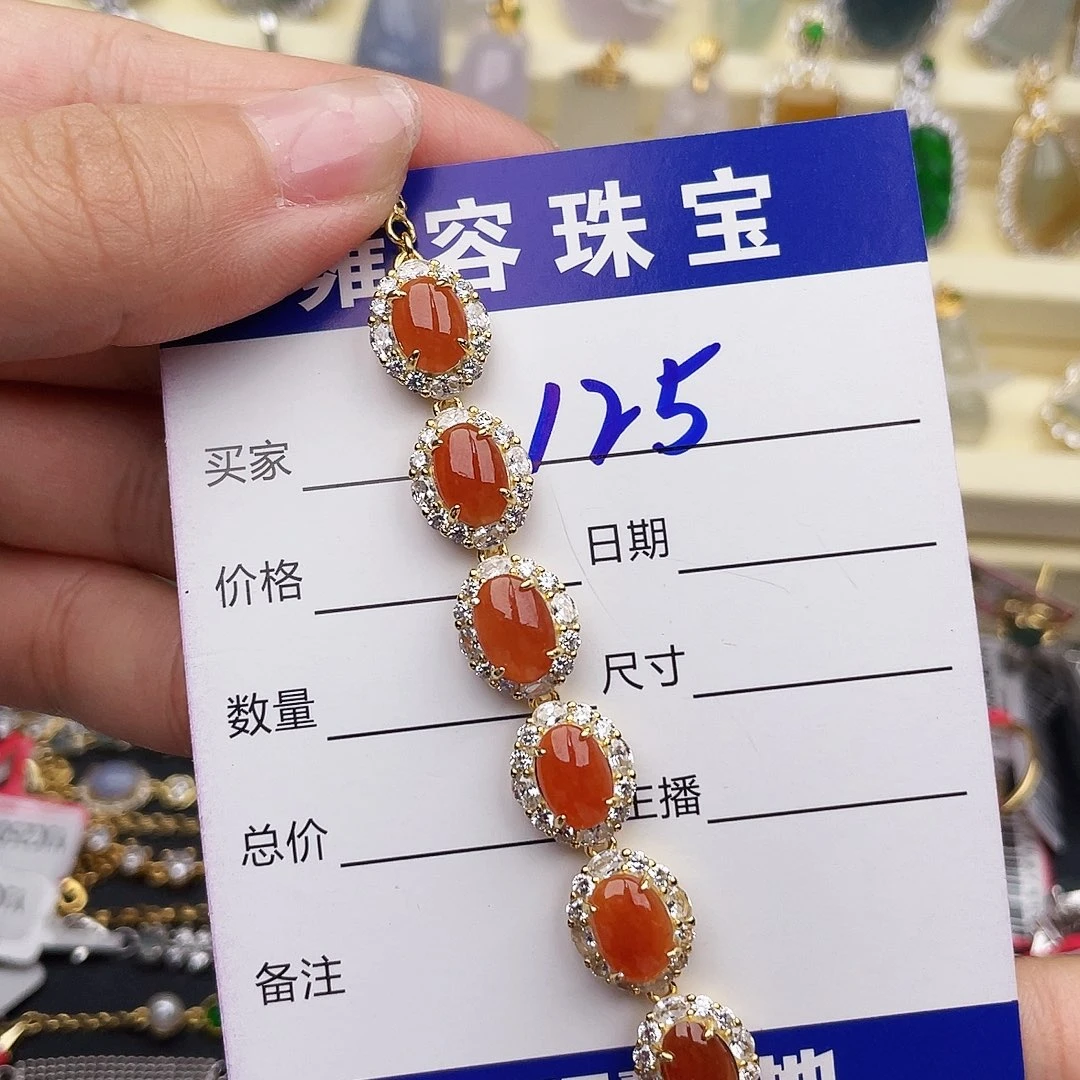 雍容珠宝
买家 125
价格 日期
数量 尺寸
总价 主播
备注